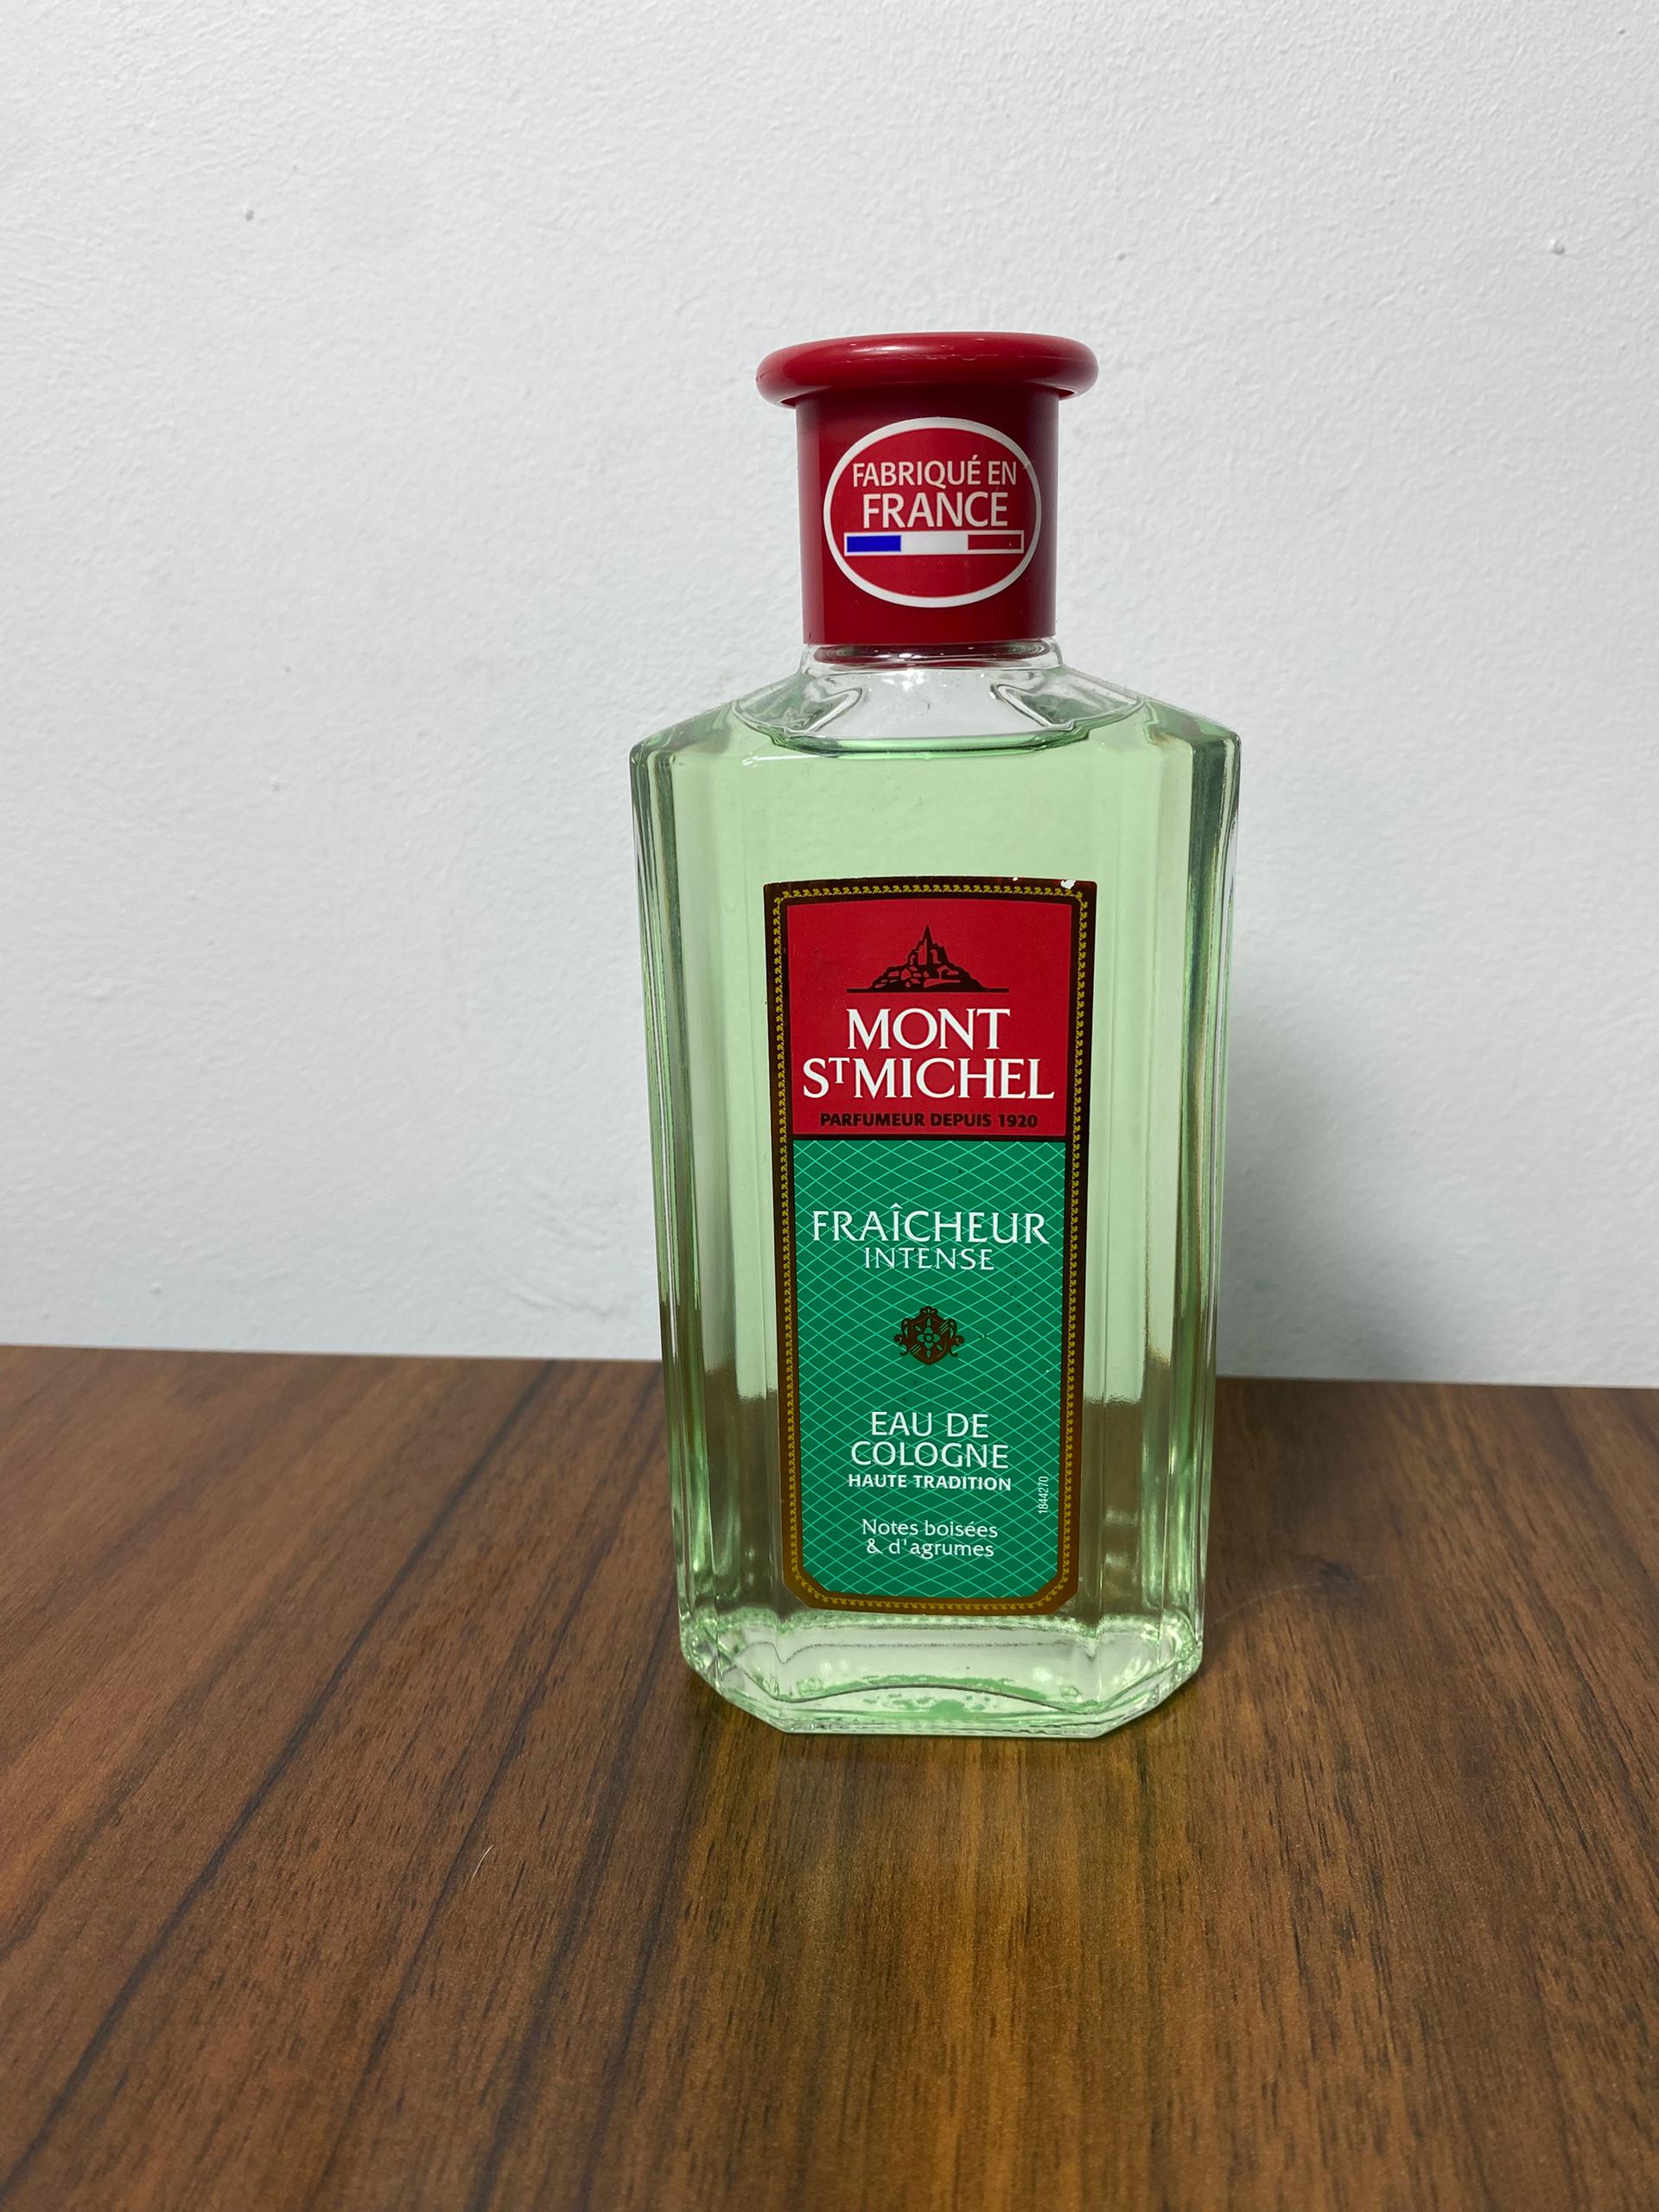 FABRIQUÉ EN
FRANCE
MONT
STMICHEL
PARFUMEUR DEPUIS 1920
FRAÎCHEUR
INTENSE
EAU DE
COLOGNE
HAUTE TRADITION
1844270
Notes boisées
& d'agrumes